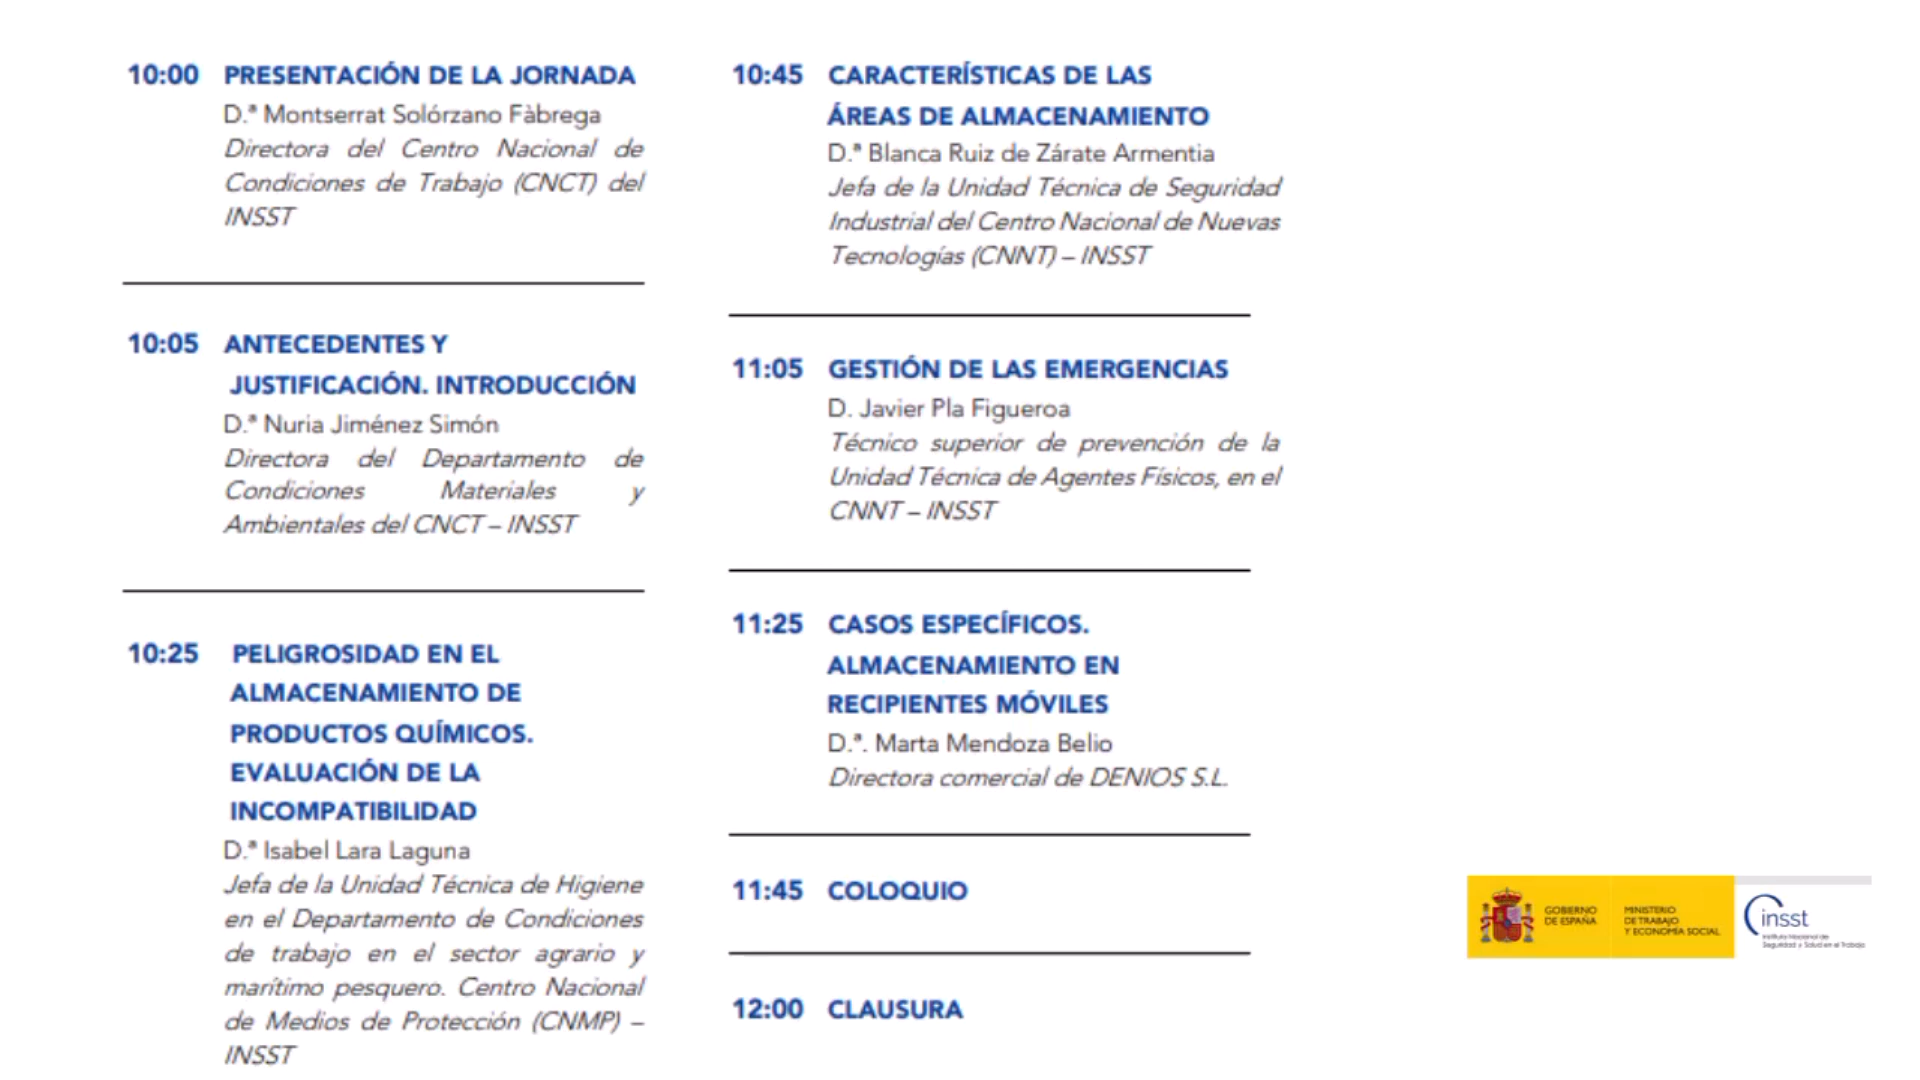 10:00 PRESENTACIÓN DE LA JORNADA
D.ª Montserrat Solórzano Fàbrega
Directora del Centro Nacional de
Condiciones de Trabajo (CNCT) del
INSST
10:05 ANTECEDENTES Y
JUSTIFICACIÓN. INTRODUCCIÓN
D.ª Nuria Jiménez Simón
Directora del Departamento de
Condiciones Materiales y
Ambientales del CNCT – INSST
10:25 PELIGROSIDAD EN EL
ALMACENAMIENTO DE
PRODUCTOS QUÍMICOS.
EVALUACIÓN DE LA
INCOMPATIBILIDAD
D.ª Isabel Lara Laguna
Jefa de la Unidad Técnica de Higiene
en el Departamento de Condiciones
de trabajo en el sector agrario y
marítimo pesquero. Centro Nacional
de Medios de Protección (CNMP) –
INSST
10:45 CARACTERÍSTICAS DE LAS
ÁREAS DE ALMACENAMIENTO
D.ª Blanca Ruiz de Zárate Armentia
Jefa de la Unidad Técnica de Seguridad
Industrial del Centro Nacional de Nuevas
Tecnologías (CNNT) – INSST
11:05 GESTIÓN DE LAS EMERGENCIAS
D. Javier Pla Figueroa
Técnico superior de prevención de la
Unidad Técnica de Agentes Físicos, en el
CNNT – INSST
11:25 CASOS ESPECÍFICOS.
ALMACENAMIENTO EN
RECIPIENTES MÓVILES
D.ª. Marta Mendoza Belio
Directora comercial de DENIOS S.L.
11:45 COLOQUIO
12:00 CLAUSURA
GOBIERNO
DE ESPAÑA
MINISTERIO
DE TRABAJO
Y ECONOMÍA SOCIAL
insst
Instituto Nacional de
Seguridad y Salud en el Trabajo